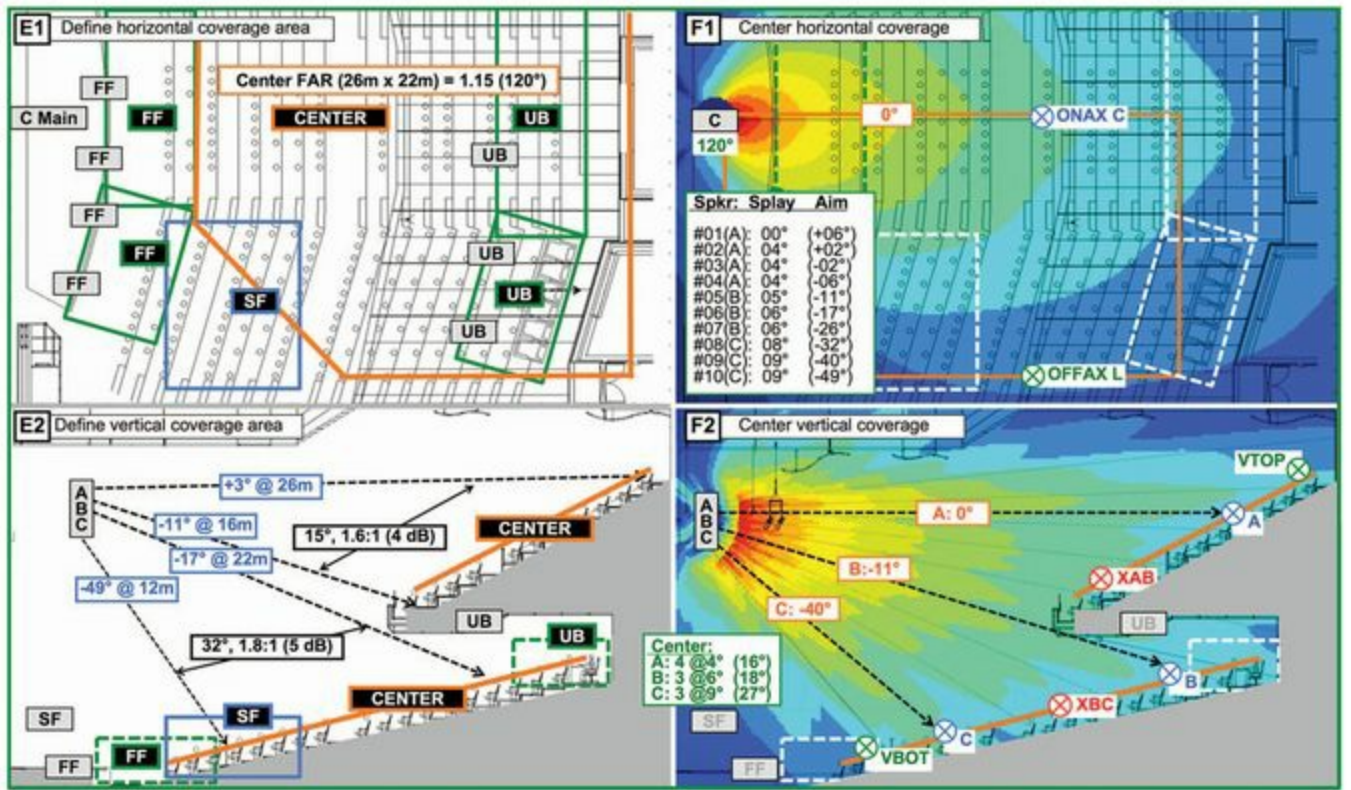 E1 Define horizontal coverage area
Center FAR (26m x 22m) = 1.15 (120°)
FF
C Main
FF
CENTER
UB
FF
UB
FF
FF
UB
FF
SF
UB
UB
F1 Center horizontal coverage
C
0°
ONAX C
120°
Spkr: Splay Aim
#01(A): 00° (+06°)
#02(A): 04° (+02°)
#03(A): 04° (-02°)
#04(A): 04° (-06°)
#05(B): 05° (-11°)
#06(B): 06° (-17°)
#07(B): 06° (-26°)
#08(C): 08° (-32°)
#09(C): 09° (-40°)
#10(C): 09° (-49°)
OFFAX L
E2 Define vertical coverage area
A
B
C
+3° @ 26m
-11° @ 16m
15°, 1.6:1 (4 dB)
CENTER
-17° @ 22m
-49° @ 12m
UB
UB
32°, 1.8:1 (5 dB)
CENTER
SF
SF
FF
FF
F2 Center vertical coverage
VTOP
A
B
C
A: 0°
A
B:-11°
XAB
C: -40°
UB
Center:
A: 4 @4° (16°)
B: 3 @6° (18°)
C: 3 @9° (27°)
B
XBC
SF
C
VBOT
FF